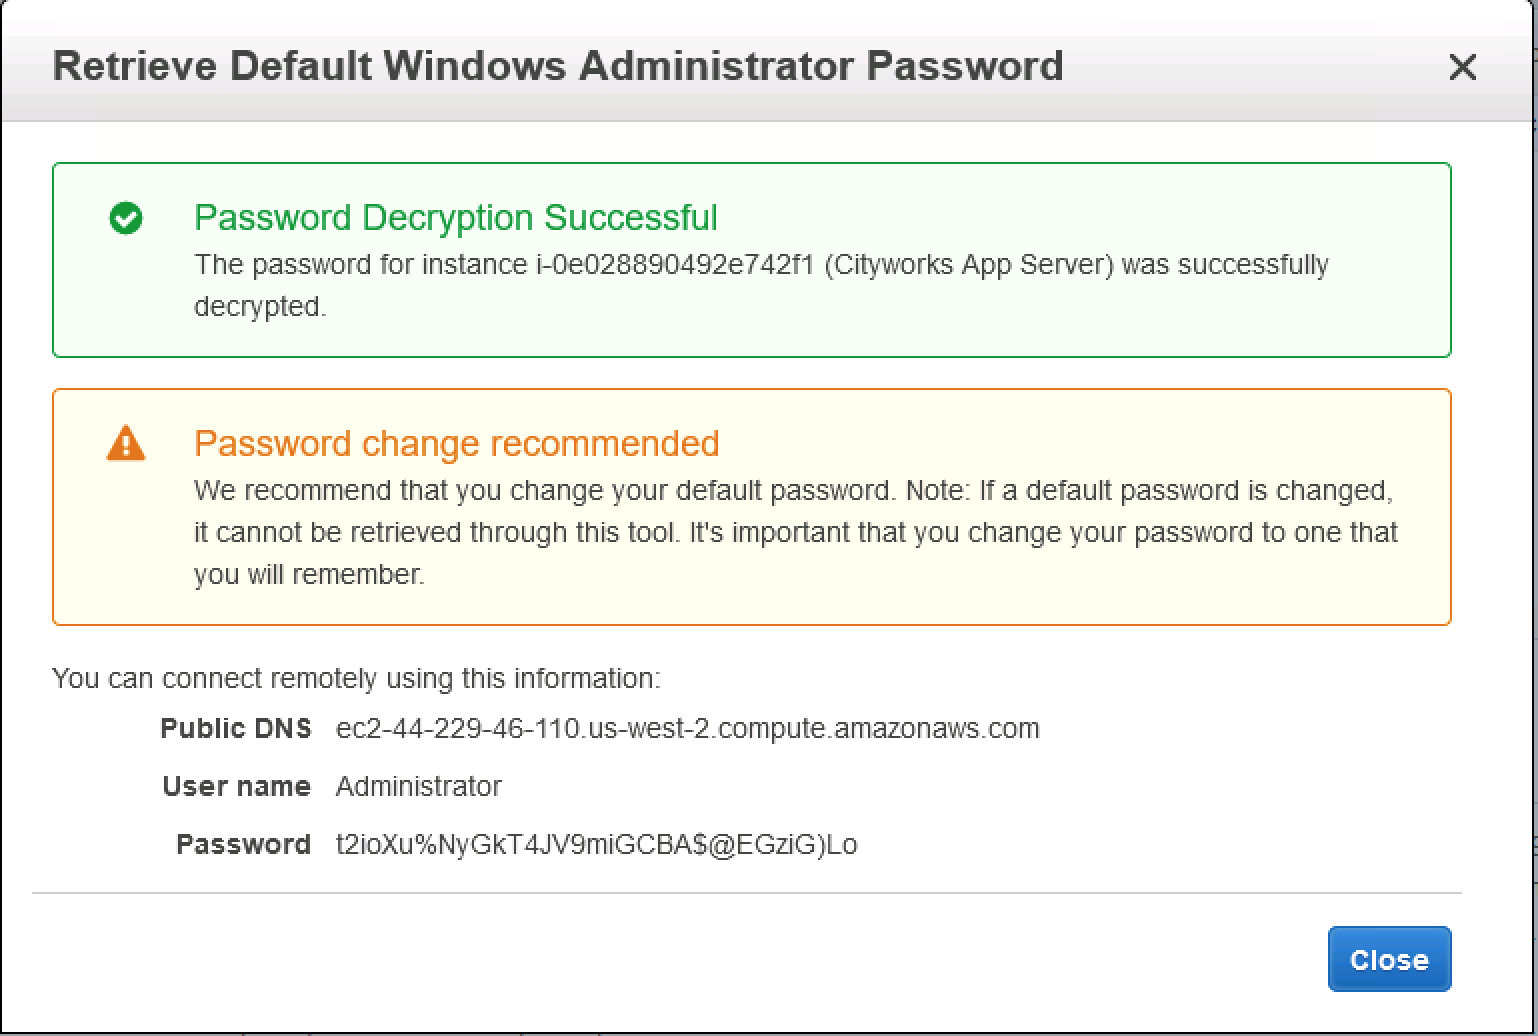 Retrieve Default Windows Administrator Password
Password Decryption Successful
The password for instance i-0e028890492e742f1 (Cityworks App Server) was successfully
decrypted.
Password change recommended
We recommend that you change your default password. Note: If a default password is changed,
it cannot be retrieved through this tool. It's important that you change your password to one that
you will remember.
You can connect remotely using this information:
Public DNS ec2-44-229-46-110.us-west-2.compute.amazonaws.com
User name Administrator
Password t2ioXu%NyGkT4JV9miGCBA$@EGziG)Lo
Close